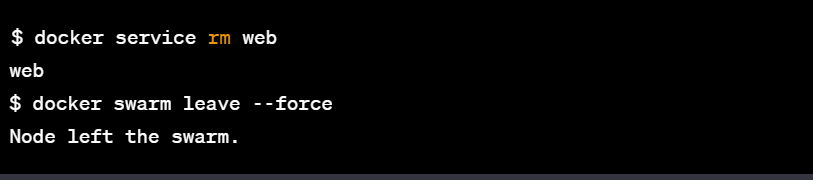 $ docker service rm web
web
$ docker swarm leave --force
Node left the swarm.